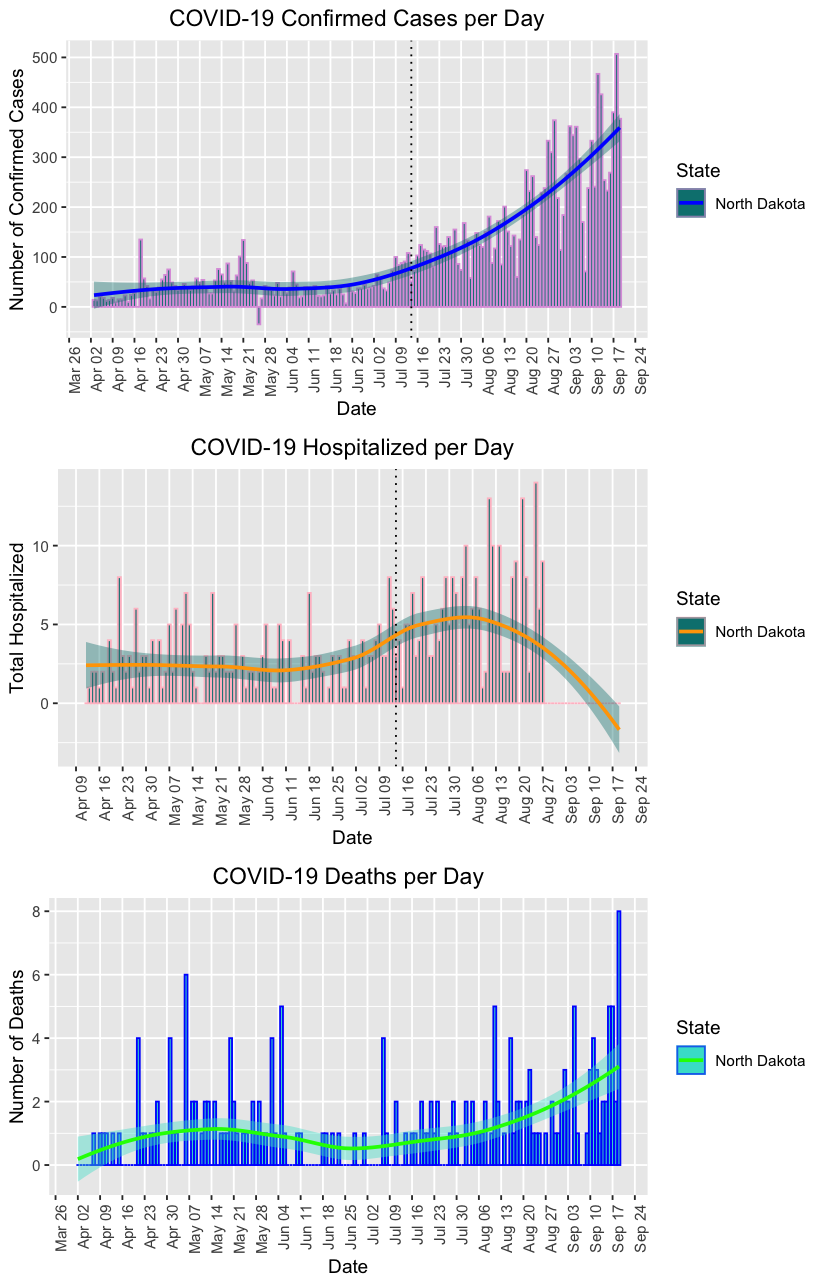 COVID-19 Confirmed Cases per Day
Number of Confirmed Cases
500
400
300
200
100
0
Mar 26
Apr 02
Apr 09
Apr 16
Apr 23
Apr 30
May 07
May 14
May 21
May 28
Jun 04
Jun 11
Jun 18
Jun 25
Jul 02
Jul 09
Jul 16
Jul 23
Jul 30
Aug 06
Aug 13
Aug 20
Aug 27
Sep 03
Sep 10
Sep 17
Sep 24
Date
State
North Dakota
COVID-19 Hospitalized per Day
Total Hospitalized
10
5
0
Apr 09
Apr 16
Apr 23
Apr 30
May 07
May 14
May 21
May 28
Jun 04
Jun 11
Jun 18
Jun 25
Jul 02
Jul 09
Jul 16
Jul 23
Jul 30
Aug 06
Aug 13
Aug 20
Aug 27
Sep 03
Sep 10
Sep 17
Sep 24
Date
State
North Dakota
COVID-19 Deaths per Day
Number of Deaths
8
6
4
2
0
Mar 26
Apr 02
Apr 09
Apr 16
Apr 23
Apr 30
May 07
May 14
May 21
May 28
Jun 04
Jun 11
Jun 18
Jun 25
Jul 02
Jul 09
Jul 16
Jul 23
Jul 30
Aug 06
Aug 13
Aug 20
Aug 27
Sep 03
Sep 10
Sep 17
Sep 24
Date
State
North Dakota